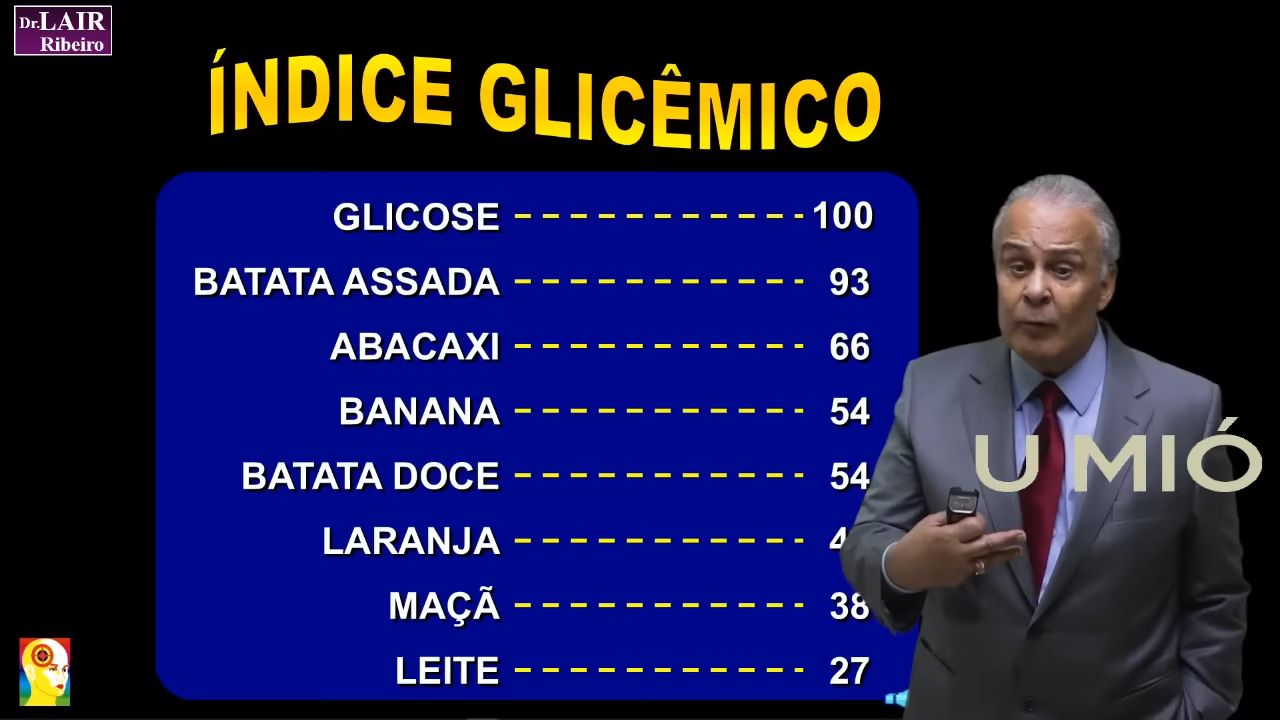 Dr. LAIR
Ribeiro
ÍNDICE GLICÊMICO
GLICOSE ----------- 100
BATATA ASSADA ----------- 93
ABACAXI ----------- 66
BANANA ----------- 54
BATATA DOCE ----------- 54
U MIÓ
LARANJA -----------
MAÇÃ ----------- 38
LEITE ----------- 27